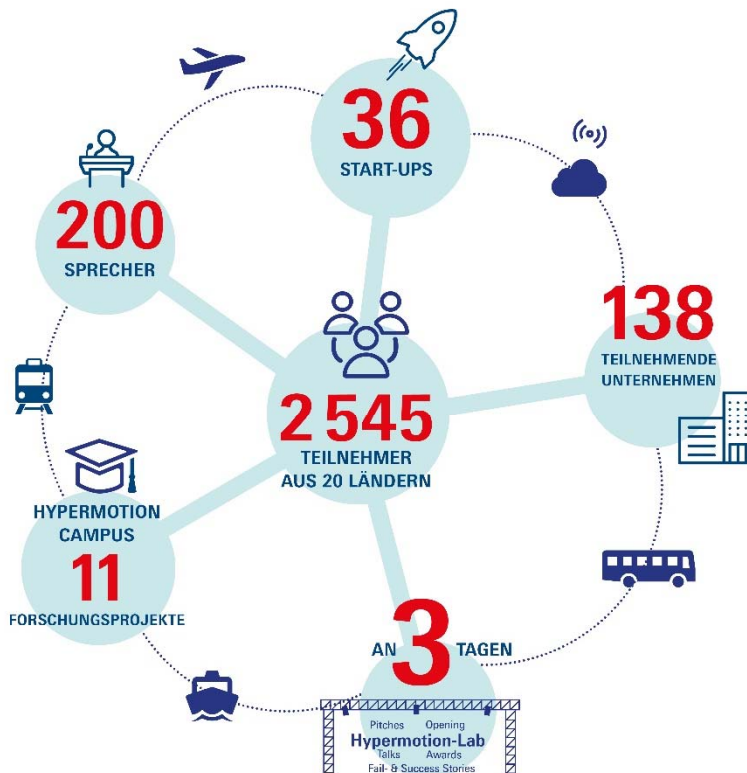 36
START-UPS
200
SPRECHER
138
TEILNEHMENDE
UNTERNEHMEN
2 545
TEILNEHMER
AUS 20 LÄNDERN
HYPERMOTION
CAMPUS
11
FORSCHUNGSPROJEKTE
AN 3 TAGEN
Pitches Opening
Hypermotion-Lab
Talks Awards
Fail- & Success Stories